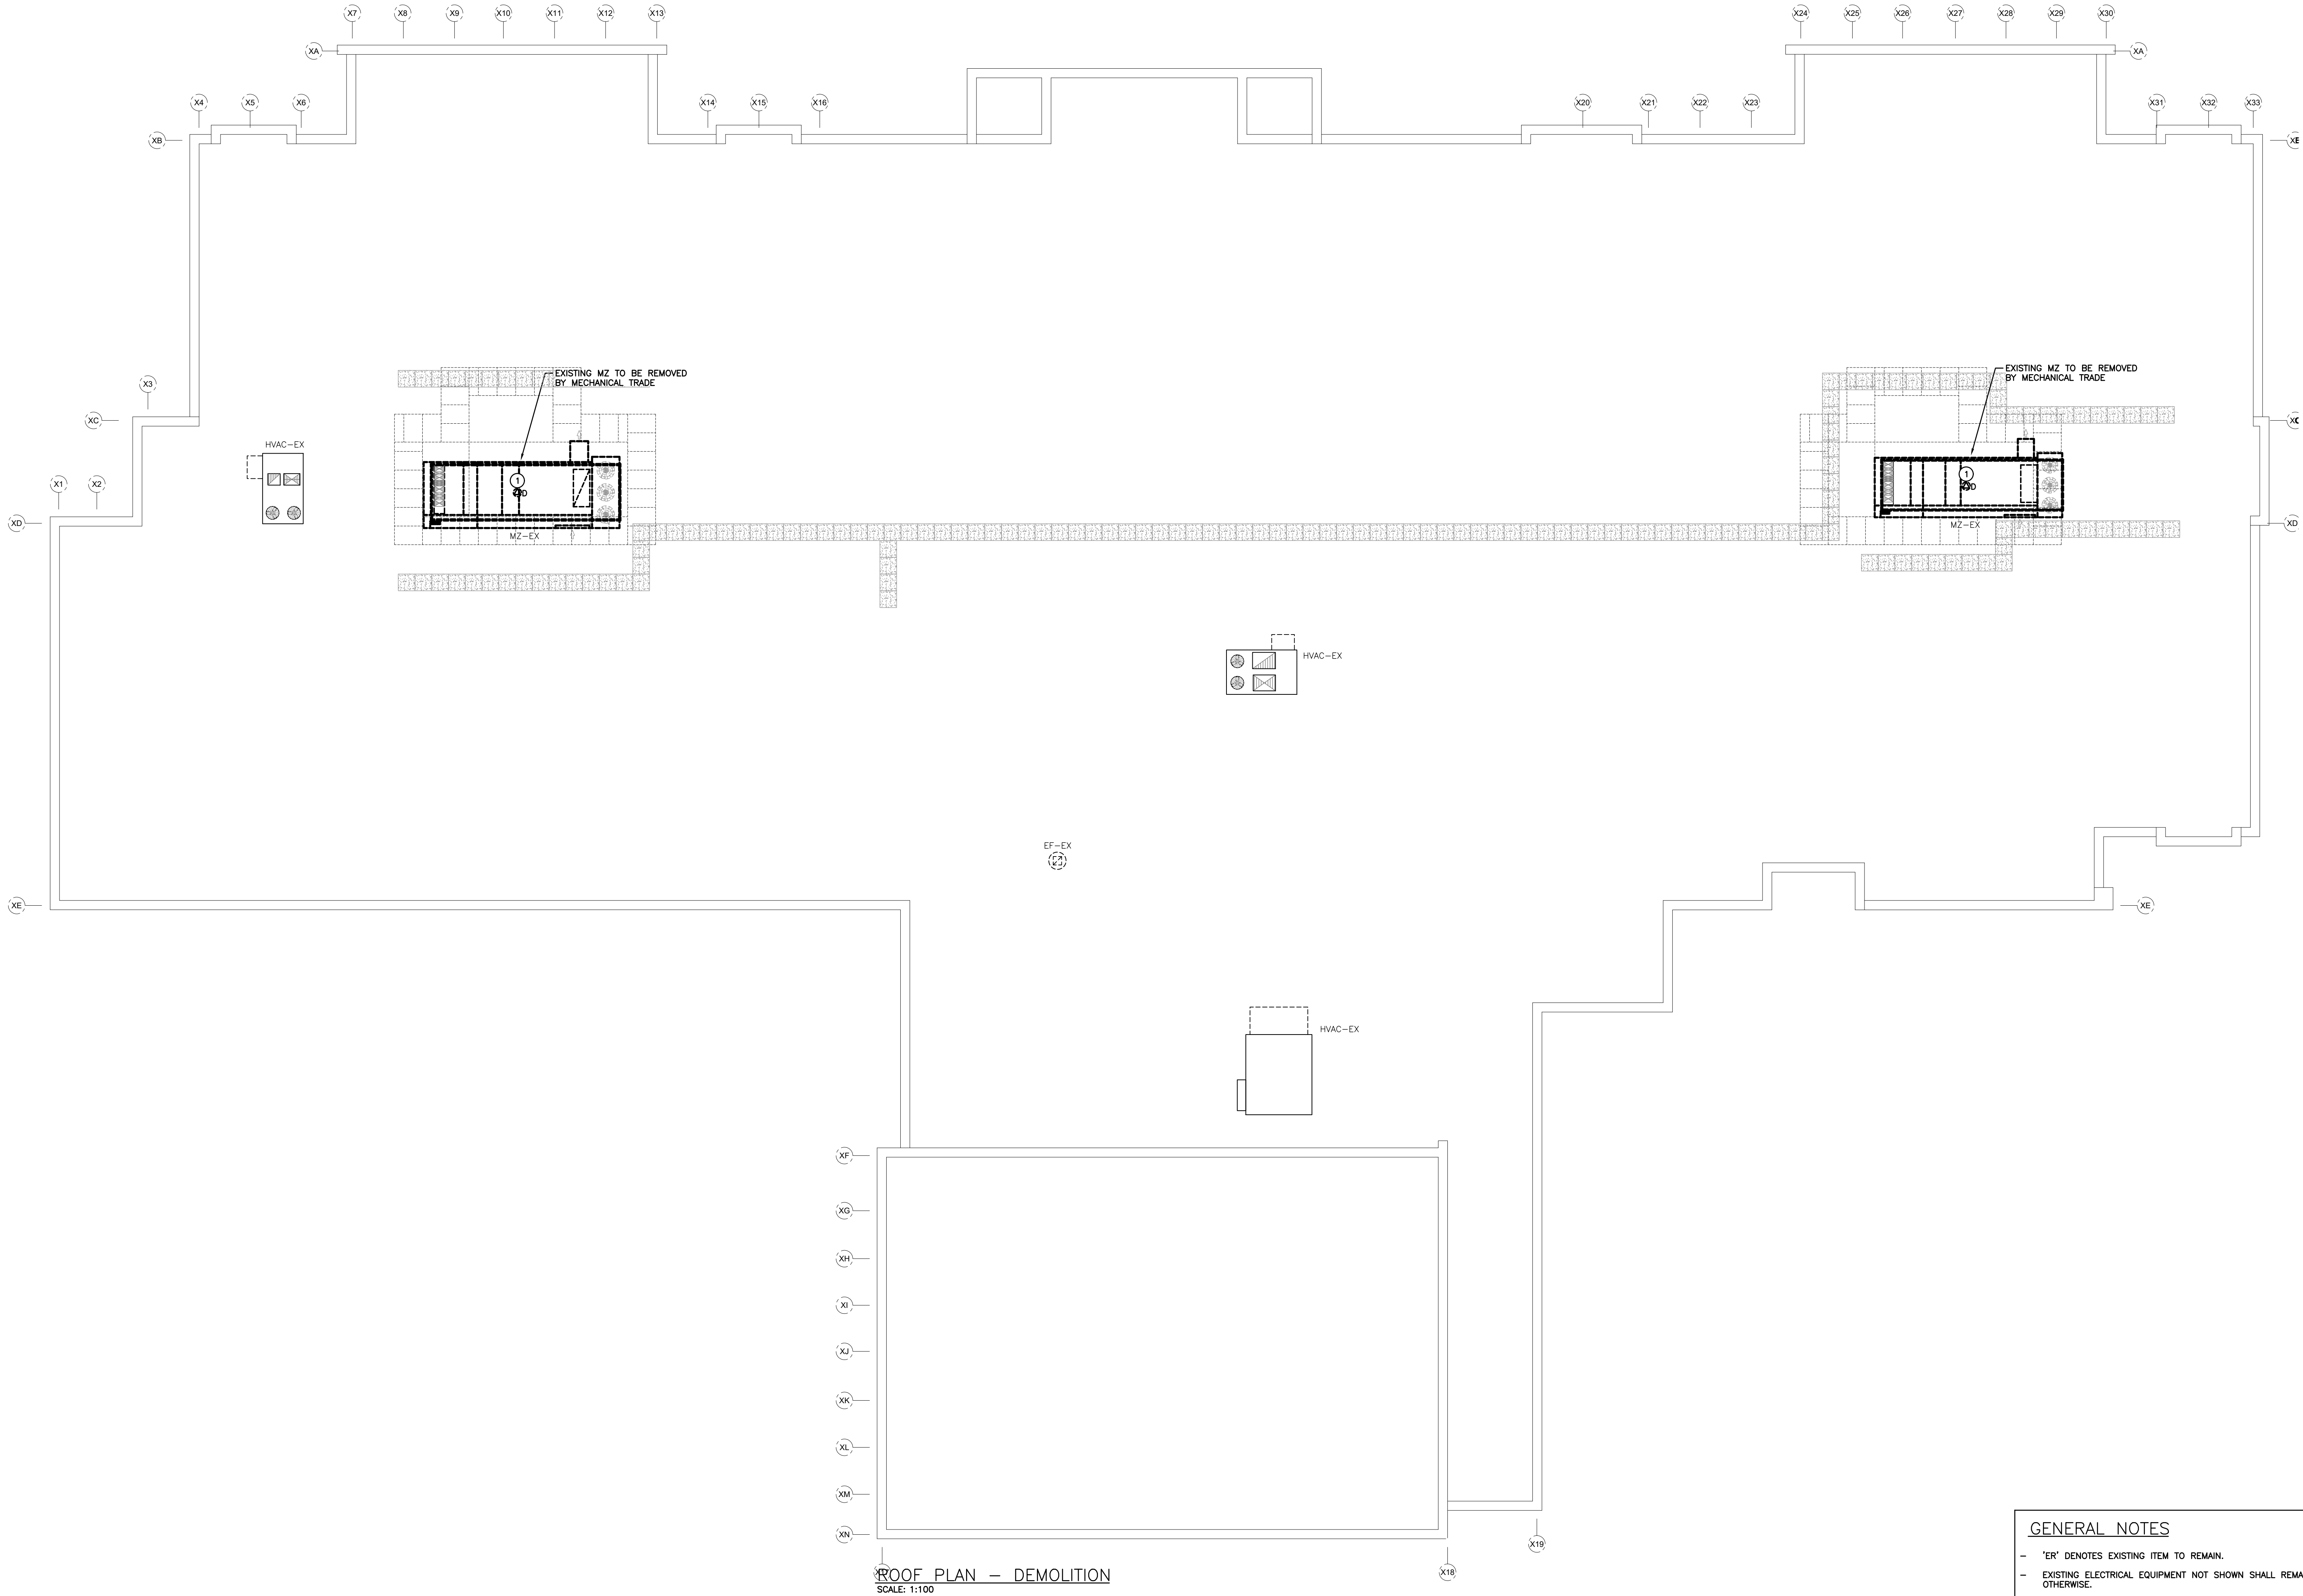 X7
X8
X9
X10
X11
X12
X13
X24
X25
X26
X27
X28
X29
X30
XA
XA
X4
X5
X6
X14
X15
X16
X20
X21
X22
X23
X31
X32
X33
XB
EXISTING MZ TO BE REMOVED
BY MECHANICAL TRADE
EXISTING MZ TO BE REMOVED
BY MECHANICAL TRADE
X3
XC
HVAC-EX
X1
X2
1
1
XD
XD
MZ-EX
MZ-EX
HVAC-EX
EF-EX
XE
XE
HVAC-EX
XF
XG
XH
XI
XJ
XK
XL
XM
XN
X19
X18
ROOF PLAN - DEMOLITION
SCALE: 1:100
GENERAL NOTES
- 'ER' DENOTES EXISTING ITEM TO REMAIN.
- EXISTING ELECTRICAL EQUIPMENT NOT SHOWN SHALL
OTHERWISE.